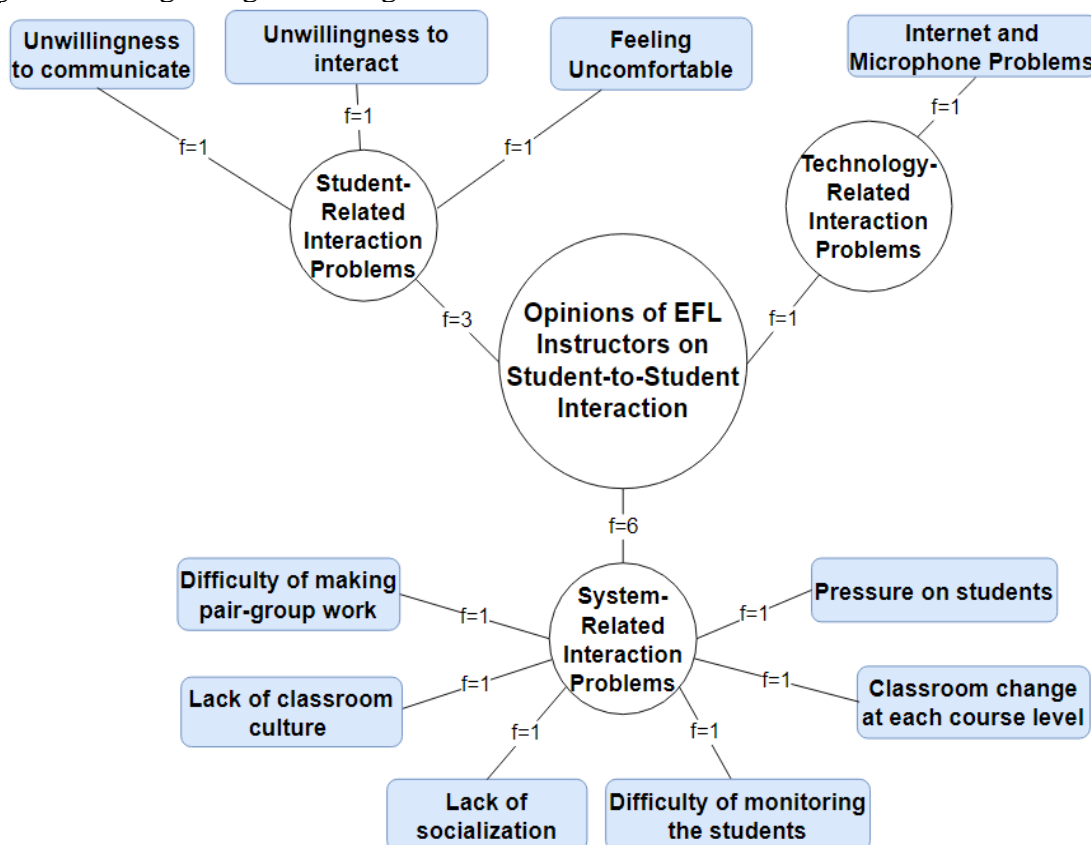 Unwillingness
to communicate
Unwillingness to
interact
Feeling
Uncomfortable
Internet and
Microphone Problems
f=1
f=1
f=1
f=1
Student-
Related
Interaction
Problems
Technology-
Related
Interaction
Problems
f=3
f=1
Opinions of EFL
Instructors on
Student-to-Student
Interaction
f=6
Difficulty of making
pair-group work
f=1
System-
Related
Interaction
Problems
f=1
Pressure on students
Lack of classroom
culture
f=1
f=1
Classroom change
at each course level
f=1
f=1
Lack of
socialization
Difficulty of monitoring
the students